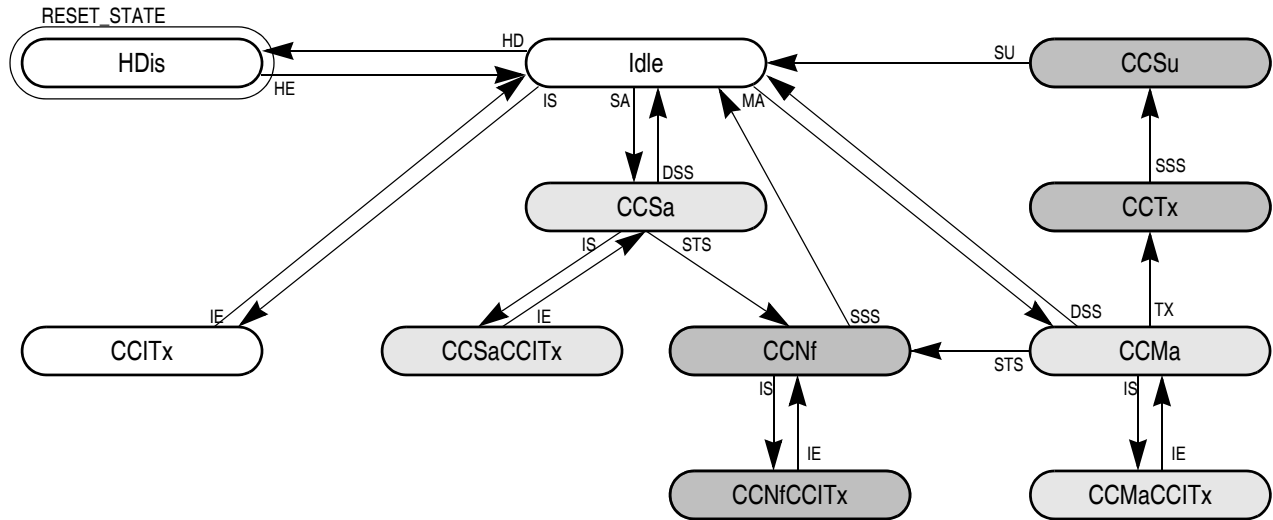 RESET_STATE
HDis
HD
HE
Idle
SU
CCSu
IS
SA
MA
DSS
SSS
CCSa
CCTx
IS
STS
IE
IE
SSS
DSS
TX
CCITx
CCSaCCITx
CCNf
STS
CCMa
IS
IS
IE
IE
CCNfCCITx
CCMaCCITx